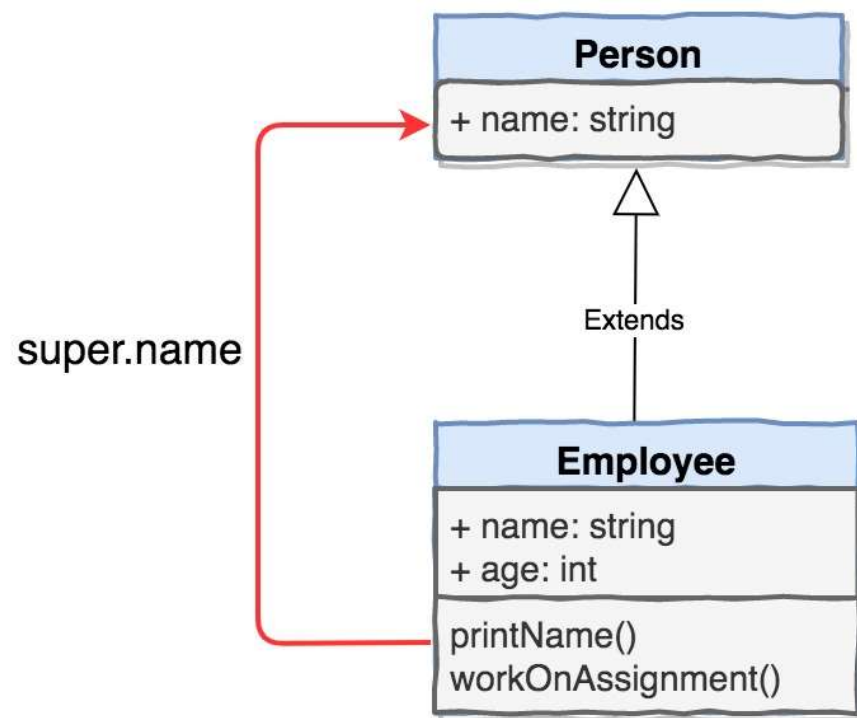 Person
+ name: string
Extends
super.name
Employee
+ name: string
+ age: int
printName()
workOnAssignment()